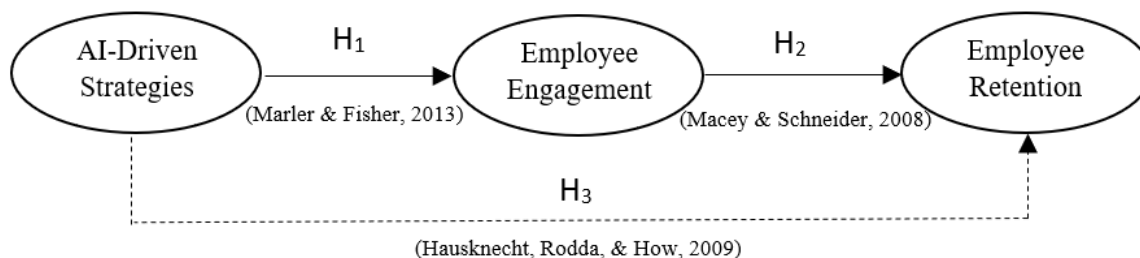 AI-Driven
Strategies
H₁
(Marler & Fisher, 2013)
Employee
Engagement
H₂
(Macey & Schneider, 2008)
Employee
Retention
H₃
(Hausknecht, Rodda, & How, 2009)